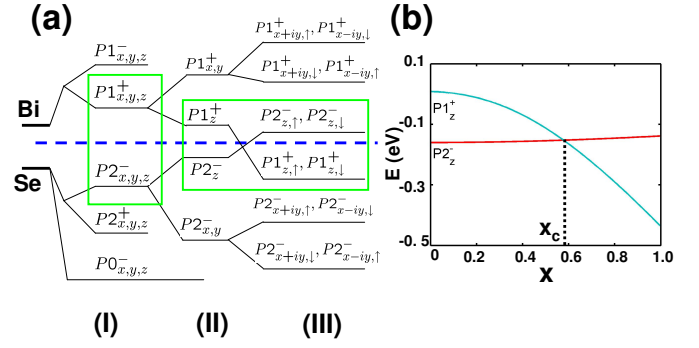 (a)
P1⁻x,y,z
P1⁺x,y,z
Bi
Se
P2⁻x,y,z
P2⁺x,y,z
P0⁻x,y,z
P1⁺x,y
P1⁺z
P2⁻z
P2⁻x,y
P1⁺x+iy,↑, P1⁺x−iy,↓
P1⁺x+iy,↓, P1⁺x−iy,↑
P2⁻z,↑, P2⁻z,↓
P1⁺z,↑, P1⁺z,↓
P2⁻x+iy,↑, P2⁻x−iy,↓
P2⁻x+iy,↓, P2⁻x−iy,↑
(I) (II) (III)
(b)
E (eV)
0.1
-0.1
-0.3
-0.5
P1⁺z
P2⁻z
xc
0.0 0.2 0.4 0.6 0.8 1.0
x